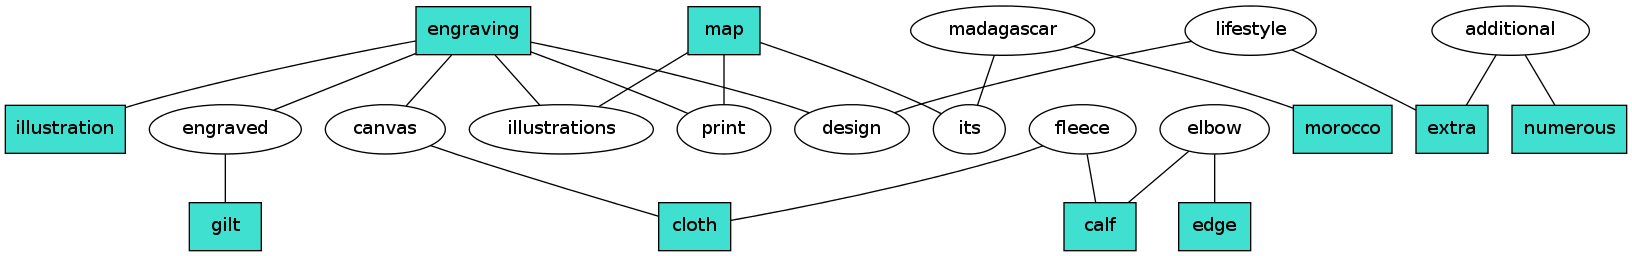 engraving
map
madagascar
lifestyle
additional
illustration
engraved
canvas
illustrations
print
design
its
fleece
elbow
morocco
extra
numerous
gilt
cloth
calf
edge